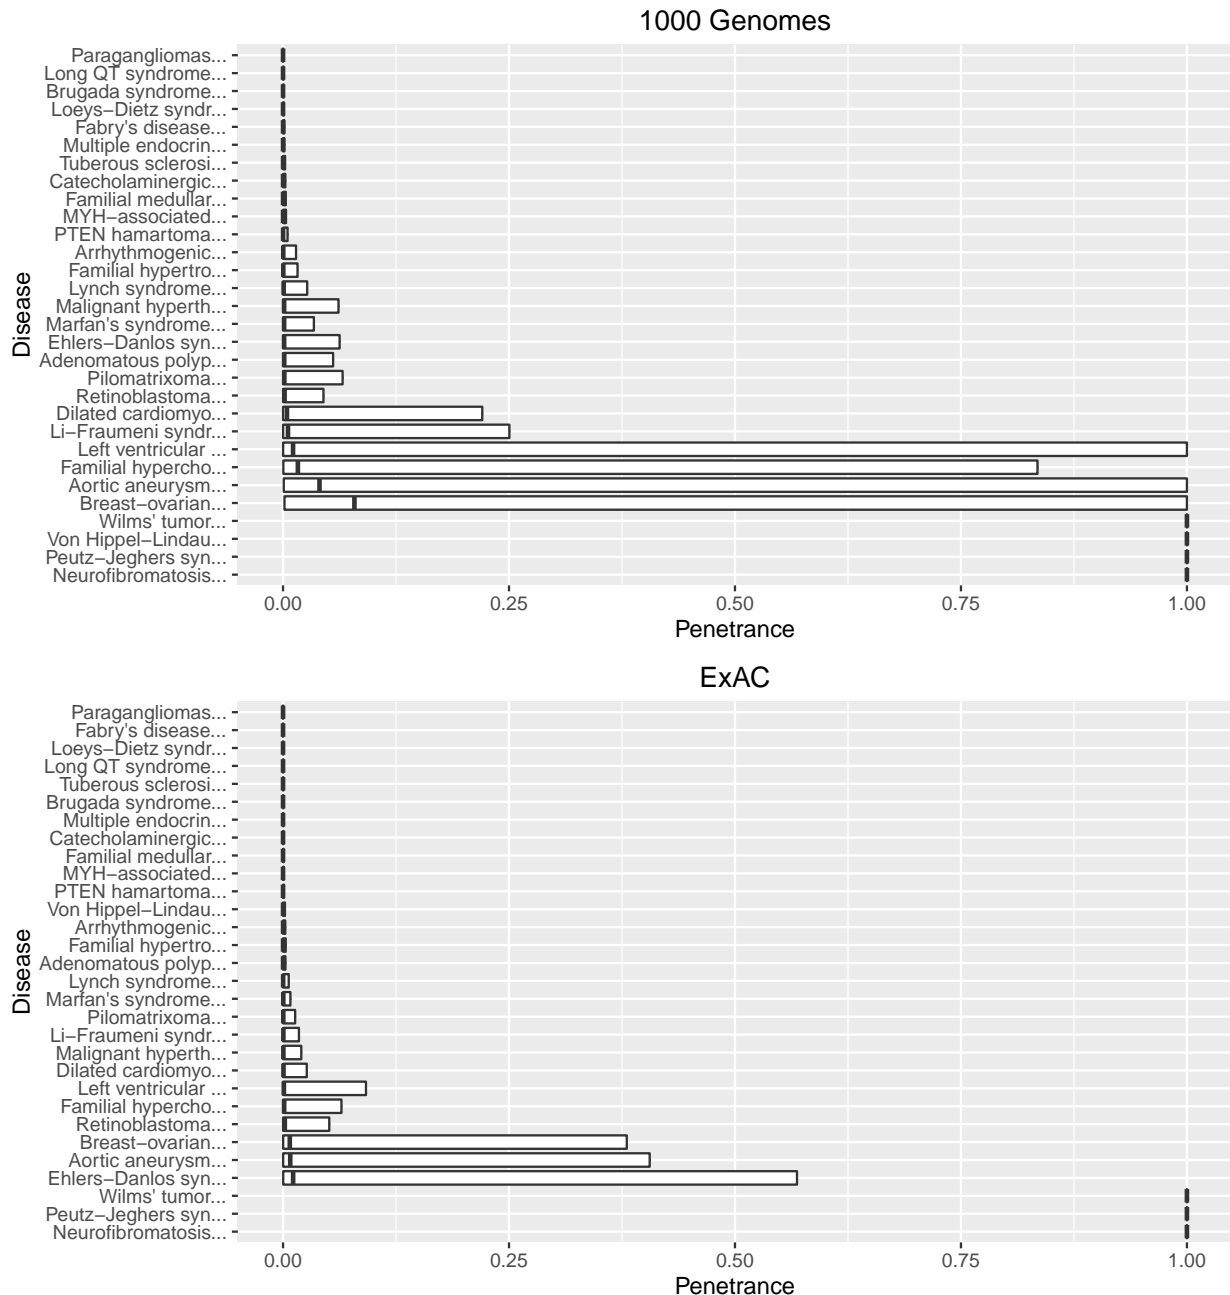 1000 Genomes
Disease
Paragangliomas...
Long QT syndrome...
Brugada syndrome...
Loeys−Dietz syndr...
Fabry's disease...
Multiple endocrin...
Tuberous sclerosi...
Catecholaminergic...
Familial medullar...
MYH−associated...
PTEN hamartoma...
Arrhythmogenic...
Familial hypertro...
Lynch syndrome...
Malignant hyperth...
Marfan's syndrome...
Ehlers−Danlos syn...
Adenomatous polyp...
Pilomatrixoma...
Retinoblastoma...
Dilated cardiomyo...
Li−Fraumeni syndr...
Left ventricular ...
Familial hypercho...
Aortic aneurysm...
Breast−ovarian...
Wilms' tumor...
Von Hippel−Lindau...
Peutz−Jeghers syn...
Neurofibromatosis...
0.00 0.25 0.50 0.75 1.00
Penetrance
ExAC
Disease
Paragangliomas...
Fabry's disease...
Loeys−Dietz syndr...
Long QT syndrome...
Tuberous sclerosi...
Brugada syndrome...
Multiple endocrin...
Catecholaminergic...
Familial medullar...
MYH−associated...
PTEN hamartoma...
Von Hippel−Lindau...
Arrhythmogenic...
Familial hypertro...
Adenomatous polyp...
Lynch syndrome...
Marfan's syndrome...
Pilomatrixoma...
Li−Fraumeni syndr...
Malignant hyperth...
Dilated cardiomyo...
Left ventricular ...
Familial hypercho...
Retinoblastoma...
Breast−ovarian...
Aortic aneurysm...
Ehlers−Danlos syn...
Wilms' tumor...
Peutz−Jeghers syn...
Neurofibromatosis...
0.00 0.25 0.50 0.75 1.00
Penetrance